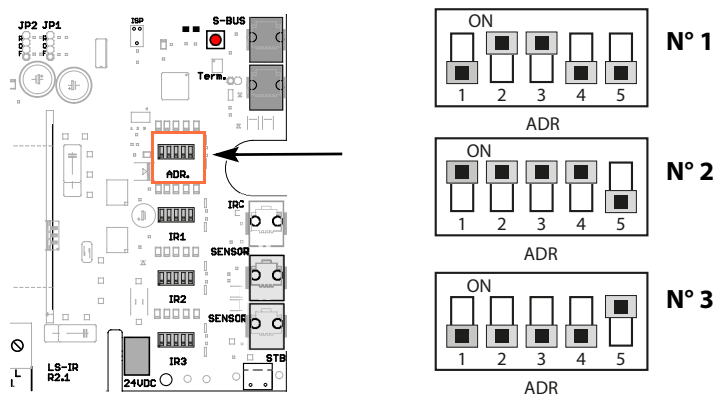 JP2 JP1
R
D
F
R
D
F
ISP
S-BUS
Term.
ADR.
IRC
IR1
SENSOR
IR2
SENSOR
IR3
STB
L
L
LS-IR
R2.1
24VDC
ON
1 2 3 4 5
ADR
N° 1
ON
1 2 3 4 5
ADR
N° 2
ON
1 2 3 4 5
ADR
N° 3